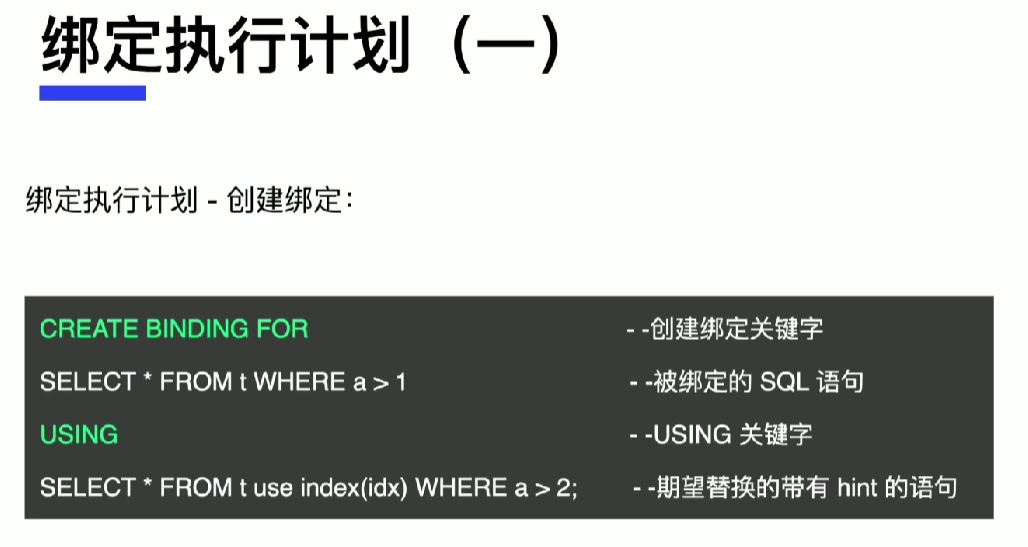 绑定执行计划（一）
绑定执行计划 - 创建绑定：
CREATE BINDING FOR - -创建绑定关键字
SELECT * FROM t WHERE a > 1 - -被绑定的 SQL 语句
USING - -USING 关键字
SELECT * FROM t use index(idx) WHERE a > 2; - -期望替换的带有 hint 的语句